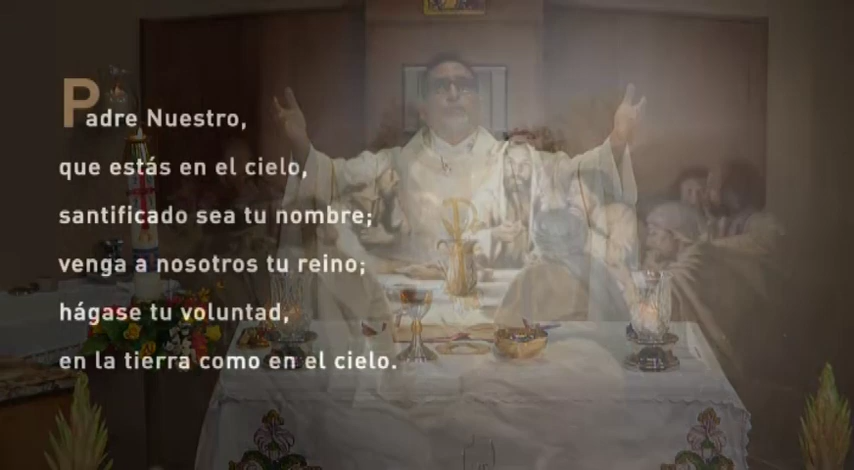 Padre Nuestro,
que estás en el cielo,
santificado sea tu nombre;
venga a nosotros tu reino;
hágase tu voluntad,
en la tierra como en el cielo.